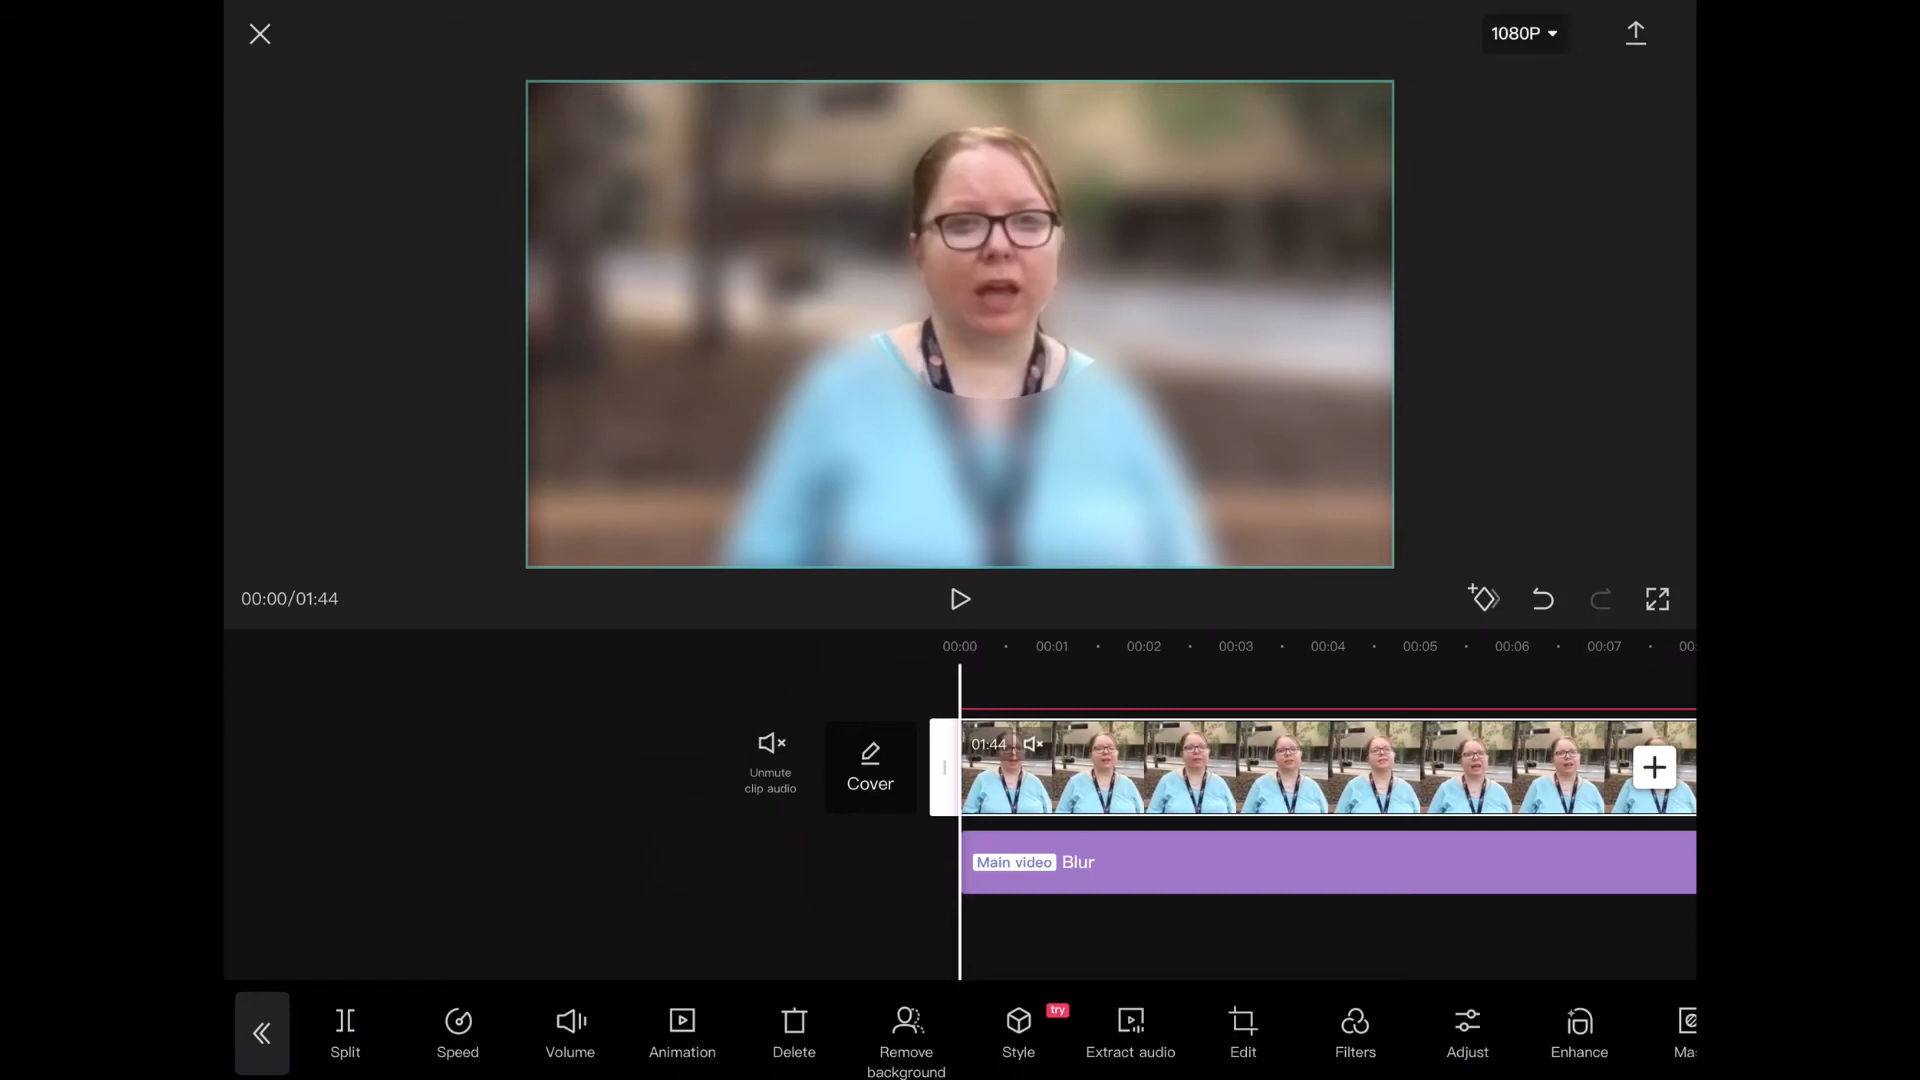 1080P
00:00/01:44
00:00 00:01 00:02 00:03 00:04 00:05 00:06 00:07 00:
01:44
Unmute
clip audio
Cover
Main video Blur
try
Split Speed Volume Animation Delete Remove
background Style Extract audio Edit Filters Adjust Enhance Mas